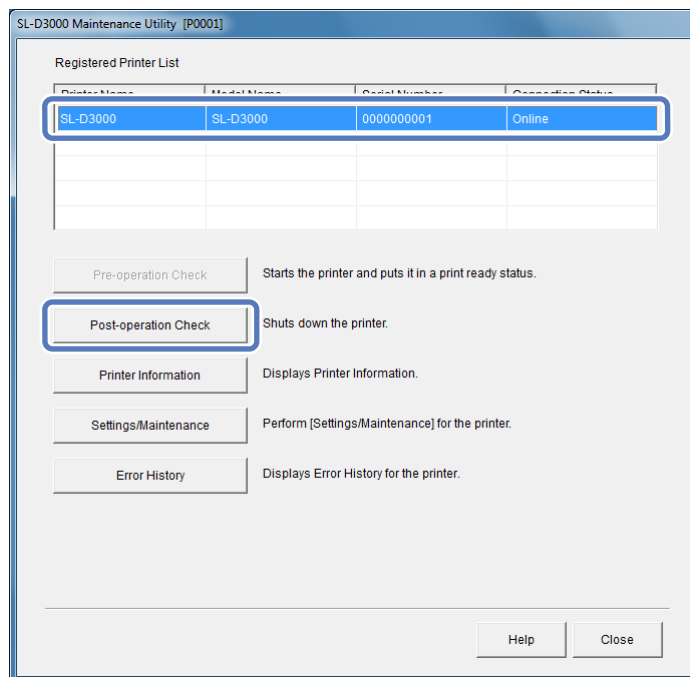 SL-D3000 Maintenance Utility [P0001]
Registered Printer List
Printer Name Model Name Serial Number Connection Status
SL-D3000 SL-D3000 0000000001 Online
Pre-operation Check Starts the printer and puts it in a print ready status.
Post-operation Check Shuts down the printer.
Printer Information Displays Printer Information.
Settings/Maintenance Perform [Settings/Maintenance] for the printer.
Error History Displays Error History for the printer.
Help Close